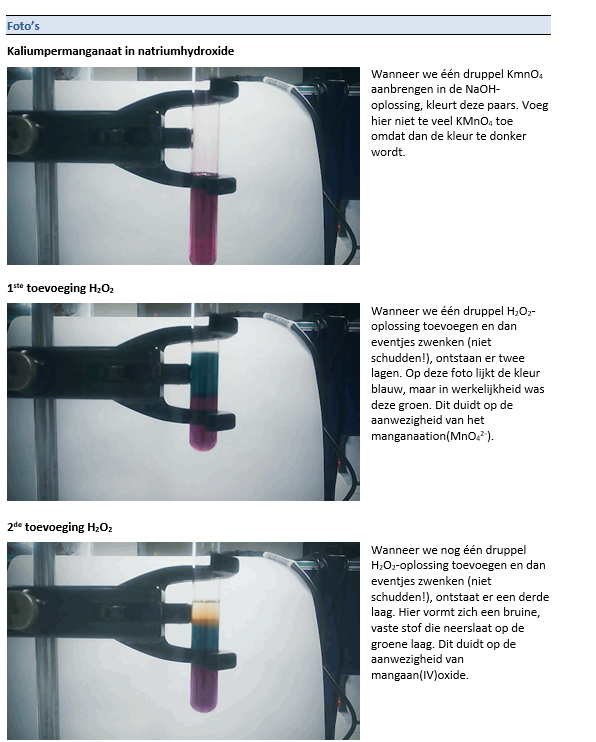 Foto's
Kaliumpermanganaat in natriumhydroxide
Wanneer we één druppel KmnO₄
aanbrengen in de NaOH-
oplossing, kleurt deze paars. Voeg
hier niet te veel KMnO₄ toe
omdat dan de kleur te donker
wordt.
1ˢᵗᵉ toevoeging H₂O₂
Wanneer we één druppel H₂O₂-
oplossing toevoegen en dan
eventjes zwenken (niet
schudden!), ontstaan er twee
lagen. Op deze foto lijkt de kleur
blauw, maar in werkelijkheid was
deze groen. Dit duidt op de
aanwezigheid van het
manganaation(MnO₄²⁻).
2ᵈᵉ toevoeging H₂O₂
Wanneer we nog één druppel
H₂O₂-oplossing toevoegen en dan
eventjes zwenken (niet
schudden!), ontstaat er een derde
laag. Hier vormt zich een bruine,
vaste stof die neerslaat op de
groene laag. Dit duidt op de
aanwezigheid van
mangaan(IV)oxide.